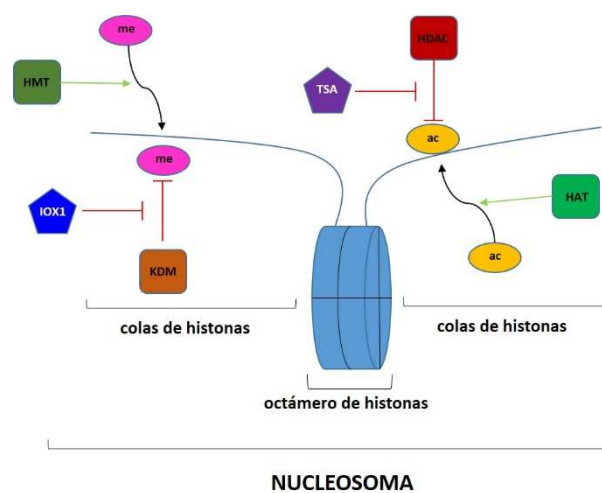 me
HDAC
HMT
TSA
ac
me
IOX1
HAT
KDM
ac
colas de histonas
colas de histonas
octámero de histonas
NUCLEOSOMA